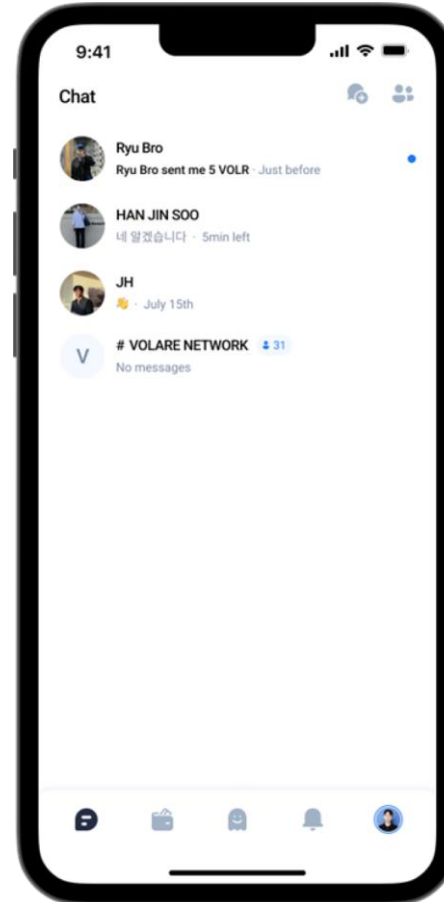 9:41
Chat
Ryu Bro
Ryu Bro sent me 5 VOLR · Just before
HAN JIN SOO
네 알겠습니다 · 5min left
JH
👋 · July 15th
V
# VOLARE NETWORK 31
No messages